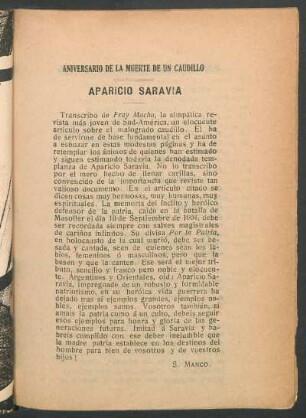 ANIVERSARIO DE LA MUERTE DE UN CAUDILLO
APARICIO SARAVIA
Transcribo de Fray Mocho, la simpática re-
vista más joven de Sud-América, un elocuente
artículo sobre el malogrado caudillo. El ha
de servirme de base fundamental en el asunto
a esbozar en estas modestas páginas y ha de
retemplar los ánimos de quienes han estimado
y siguen estimando todavía la denodada tem-
planza de Aparicio Saravia. No lo transcribo
por el mero hecho de llenar carillas, sino
convencido de la importancia que reviste tan
valioso documento. En el artículo citado se
dicen cosas muy hermosas, muy humanas, muy
espirituales. La memoria del índio y heróico
defensor de la patria, caído en la batalla de
Masoller el día 10 de Septiembre de 1904, debe
ser recordada siempre con salves magistrales
de cariños infinitos. Su divisa Por la Patria,
en holocausto de la cual murió, debe ser be-
sada y cantada, sean de quienes sean los la-
bios, femeninos ó masculinos, pero que la
besen y que la canten. Ese será el mejor tri-
buto, sencillo y fresco pero noble y elocuen-
te. Argentinos y Orientales, oid: Aparicio Sa-
ravia, impregnado de un robusto y formidable
patriotismo, en su heróica vida guerrera ha
dejado tras sí ejemplos grandes, ejemplos no-
bles, ejemplos santos. Vosotros también, si
amais la patria como á un culto, debeis seguir
esos ejemplos para honra y gloria de las ge-
neraciones futuras. Imitad á Saravia y ha-
breis cumplido con ese deber ineludible que
la madre patria establece en los destinos del
hombre para bien de vosotros y de vuestros
hijos!
S. MANCO.